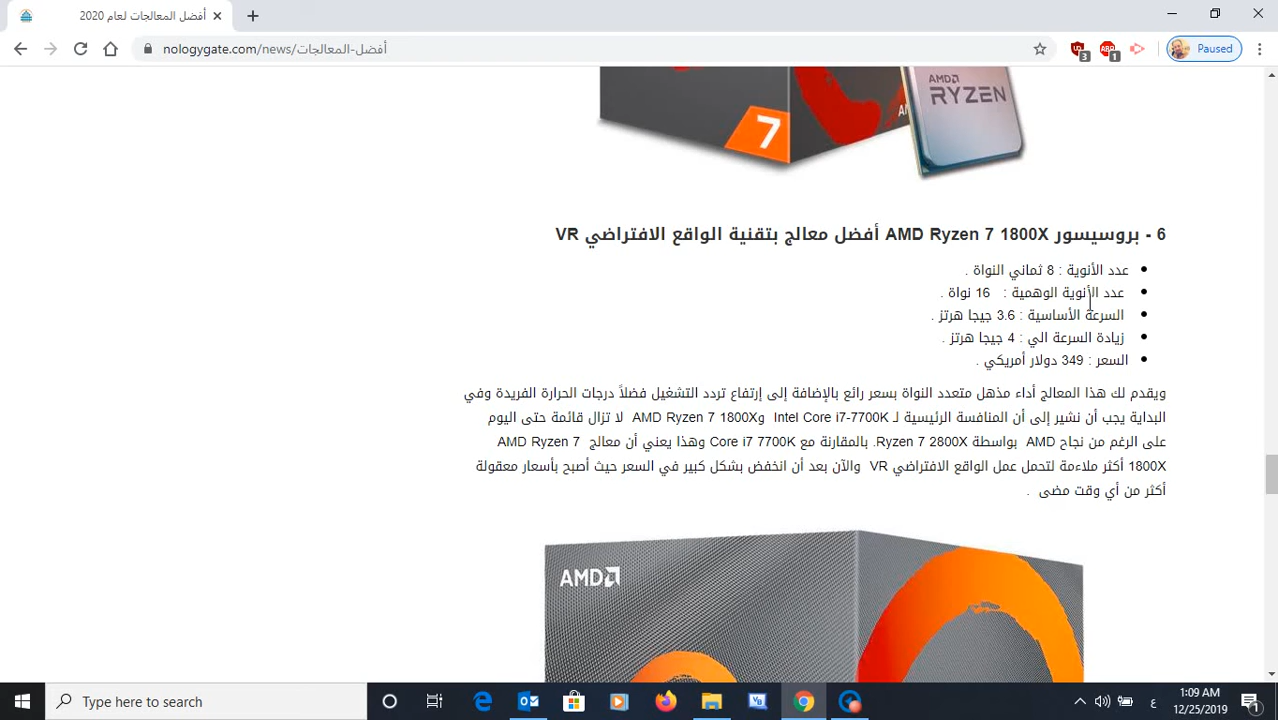 أفضل المعالجات لعام 2020
nologygate.com/news/أفضل-المعالجات
3
1
Paused
AMD
RYZEN
7
6 - بروسيسور AMD Ryzen 7 1800X أفضل معالج بتقنية الواقع الافتراضي VR
عدد الأنوية : 8 ثماني النواة .
عدد الأنوية الوهمية : 16 نواة .
السرعة الأساسية : 3.6 جيجا هرتز .
زيادة السرعة الي : 4 جيجا هرتز .
السعر : 349 دولار أمريكي .
ويقدم لك هذا المعالج أداء مذهل متعدد النواة بسعر رائع بالإضافة إلى إرتفاع تردد التشغيل فضلاً درجات الحرارة الفريدة وفي
البداية يجب أن نشير إلى أن المنافسة الرئيسية لـ Intel Core i7-7700K وAMD Ryzen 7 1800X لا تزال قائمة حتى اليوم
على الرغم من نجاح AMD بواسطة Ryzen 7 2800X. بالمقارنة مع Core i7 7700K وهذا يعني أن معالج AMD Ryzen 7
1800X أكثر ملاءمة لتحمل عمل الواقع الافتراضي VR والآن بعد أن انخفض بشكل كبير في السعر حيث أصبح بأسعار معقولة
أكثر من أي وقت مضى .
AMD
Type here to search
ع
1:09 AM
12/25/2019
1